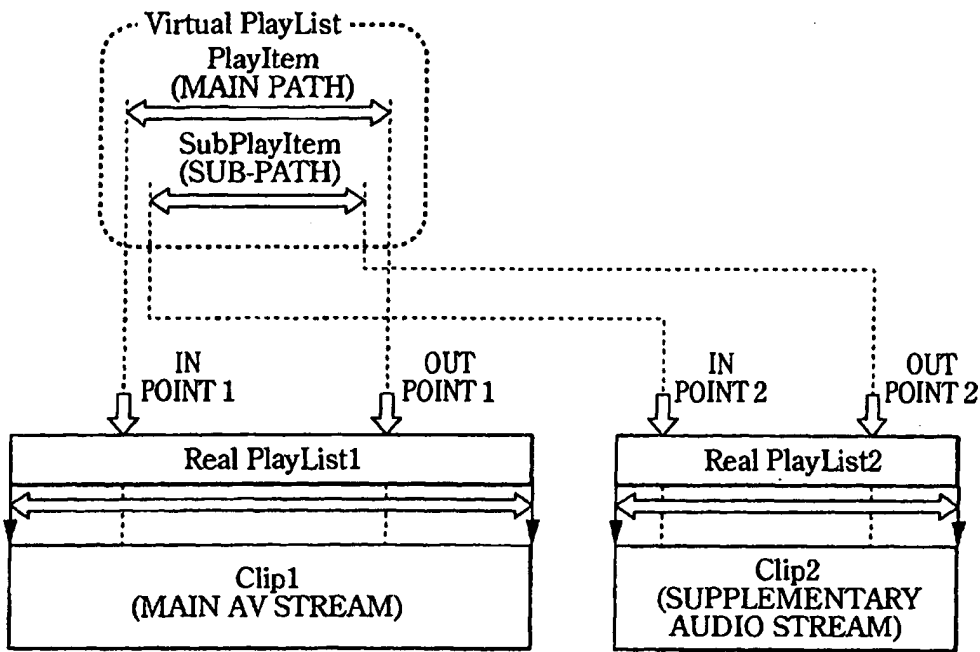 Virtual PlayList
PlayItem
(MAIN PATH)
SubPlayItem
(SUB-PATH)
IN
POINT 1
OUT
POINT 1
IN
POINT 2
OUT
POINT 2
Real PlayList1
Real PlayList2
Clip1
(MAIN AV STREAM)
Clip2
(SUPPLEMENTARY
AUDIO STREAM)